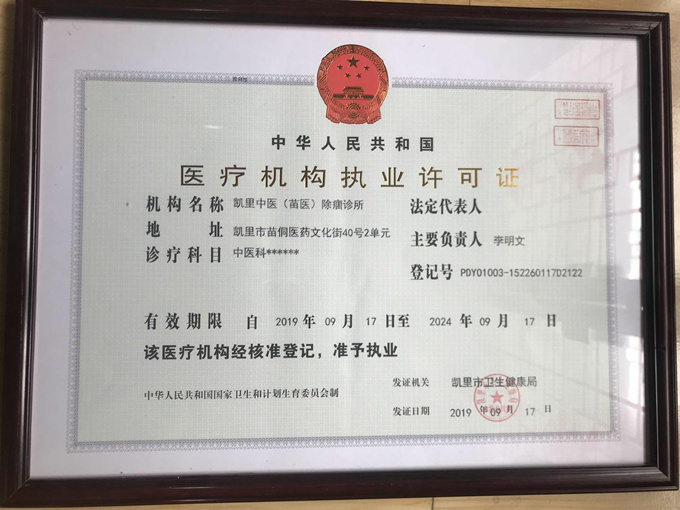 中华人民共和国
医疗机构执业许可证
机构名称 凯里中医（苗医）除痼诊所
法定代表人
地 址 凯里市苗侗医药文化街40号2单元
主要负责人 李明文
诊疗科目 中医科******
登记号 PDY01003-152260117D2122
有效期限 自 2019 年 09 月 17 日至 2024 年 09 月 17 日
该医疗机构经核准登记，准予执业
发证机关 凯里市卫生健康局
中华人民共和国国家卫生和计划生育委员会制
发证日期 2019 年 09 月 17 日